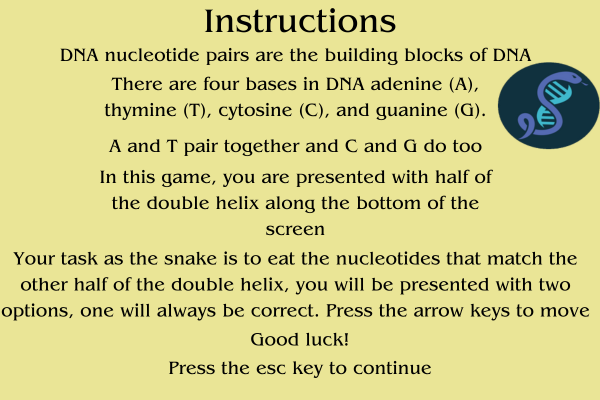 Instructions
DNA nucleotide pairs are the building blocks of DNA
There are four bases in DNA adenine (A),
thymine (T), cytosine (C), and guanine (G).
A and T pair together and C and G do too
In this game, you are presented with half of
the double helix along the bottom of the
screen
Your task as the snake is to eat the nucleotides that match the
other half of the double helix, you will be presented with two
options, one will always be correct. Press the arrow keys to move
Good luck!
Press the esc key to continue